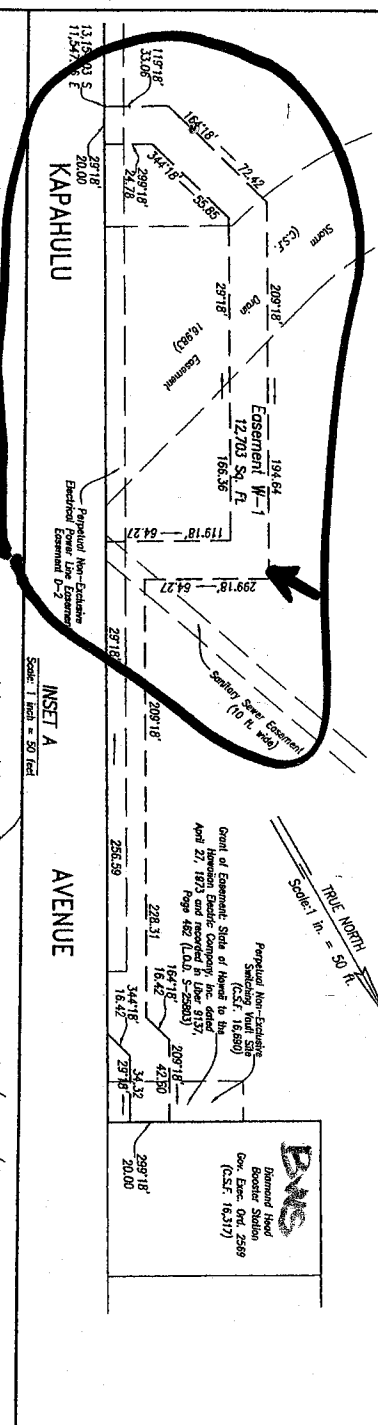 119°18'
33.06
13,15
03 S
11,547
6 E
29°18'
20.00
164°18'
72.42
344°18'
55.85
299°18'
24.78
KAPAHULU
Storm
(C.S.F.
Drain
16,983)
Easement
209°18'
194.64
29°18'
166.36
Easement W-1
12,703 Sq. Ft.
119°18'
64.27
299°18'
64.27
Perpetual Non-Exclusive
Electrical Power Line Easement
Easement D-2
Sanitary Sewer Easement
(10 ft. wide)
29°18'
256.59
209°18'
228.31
INSET A
Scale: 1 inch = 50 feet
AVENUE
TRUE NORTH
Scale:1 in. = 50 ft.
Grant of Easement: State of Hawaii to the
Hawaiian Electric Company, Inc. dated
April 27, 1973 and recorded in Liber 9137,
Page 462 (L.O.D. S-25803)
Perpetual Non-Exclusive
Switching Vault Site
(C.S.F. 16,690)
164°18'
16.42
209°18'
42.60
344°18'
16.42
34.32
29°18'
299°18'
20.00
BWS
Diamond Head
Booster Station
Gov. Exec. Ord. 2569
(C.S.F. 16,317)